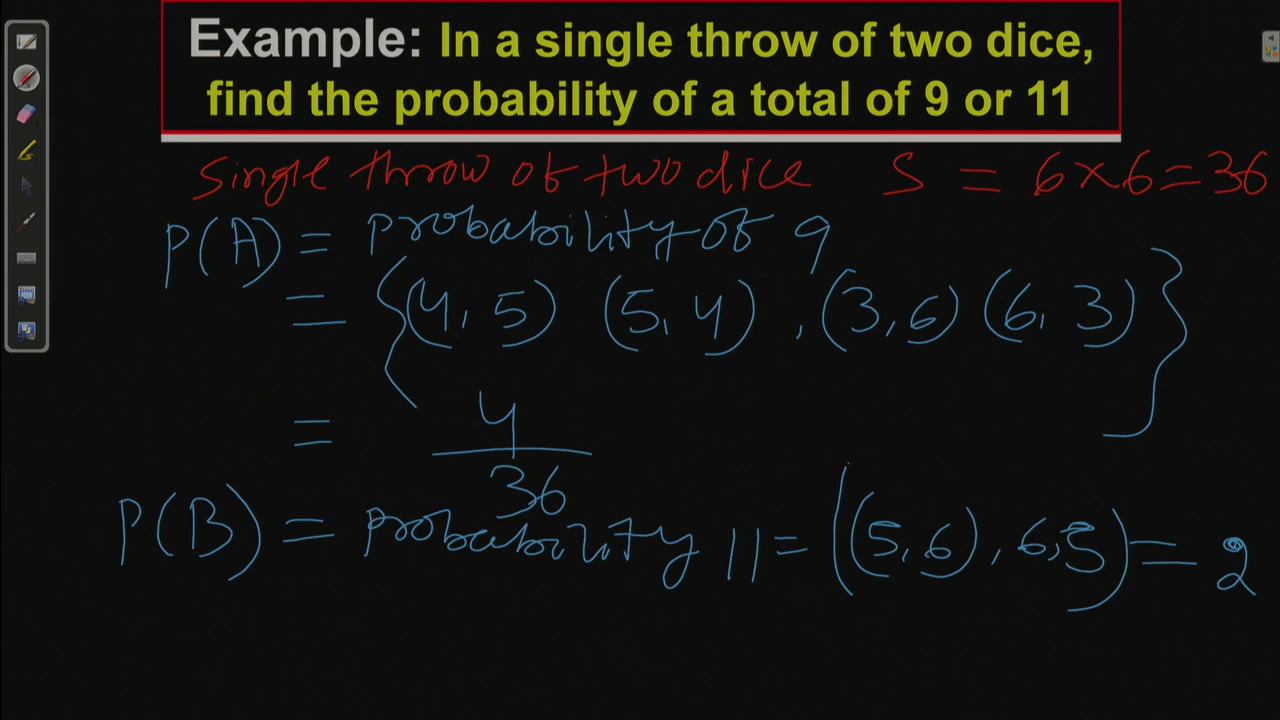 Example: In a single throw of two dice,
find the probability of a total of 9 or 11
Single throw of two dice S = 6×6=36
P(A) = probability of 9
= {(4,5) (5,4) , (3,6) (6,3)}
= 4/36
P(B) = probability 11 = ((5,6), 6,5) = 2